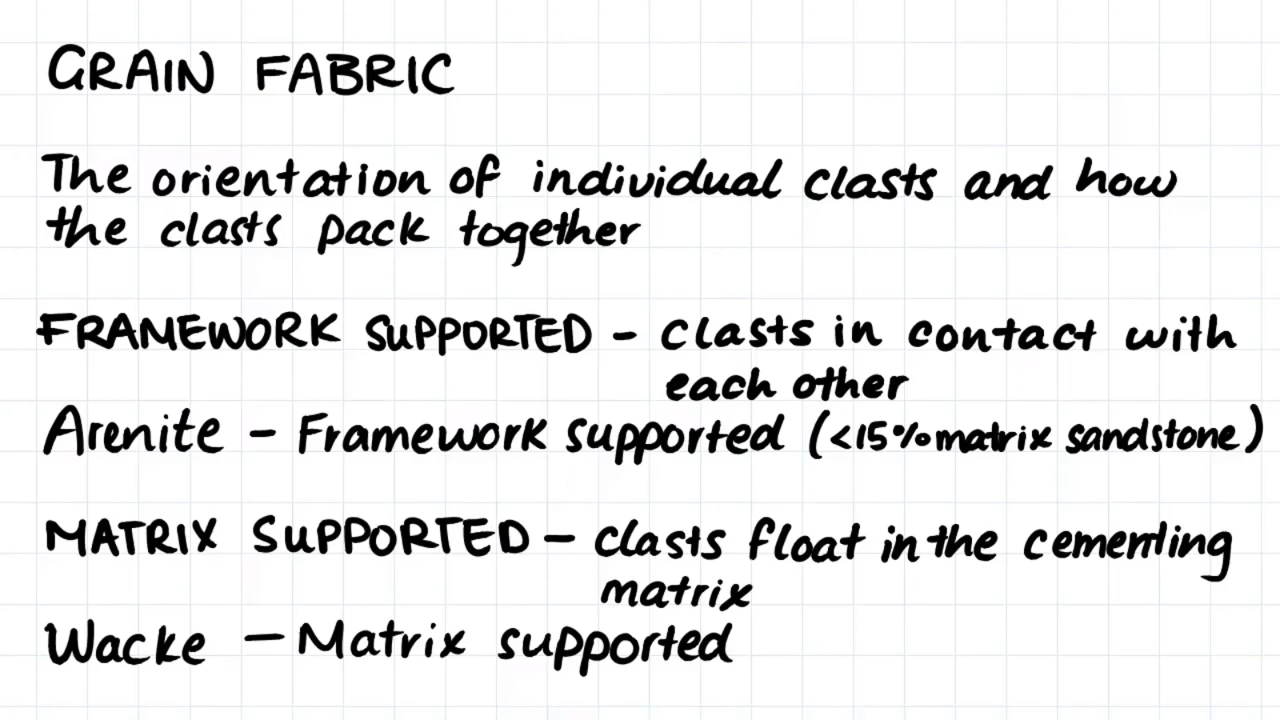 GRAIN FABRIC
The orientation of individual clasts and how
the clasts pack together
FRAMEWORK SUPPORTED - clasts in contact with
each other
Arenite - Framework supported (<15% matrix sandstone)
MATRIX SUPPORTED - clasts float in the cementing
matrix
Wacke - Matrix supported